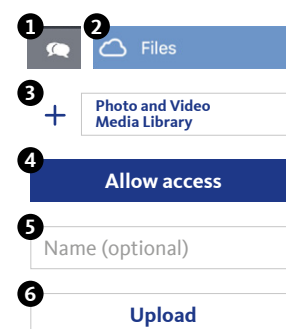 1 2
Files
3
+ Photo and Video
Media Library
4
Allow access
5
Name (optional)
6
Upload